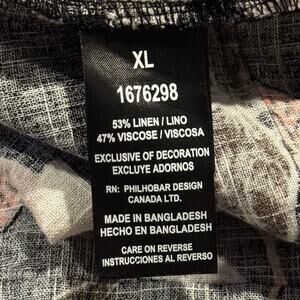 XL
1676298
53% LINEN / LINO
47% VISCOSE / VISCOSA
EXCLUSIVE OF DECORATION
EXCLUYE ADORNOS
RN: PHILHOBAR DESIGN
CANADA LTD.
MADE IN BANGLADESH
HECHO EN BANGLADESH
CARE ON REVERSE
INSTRUCCIONES AL REVERSO